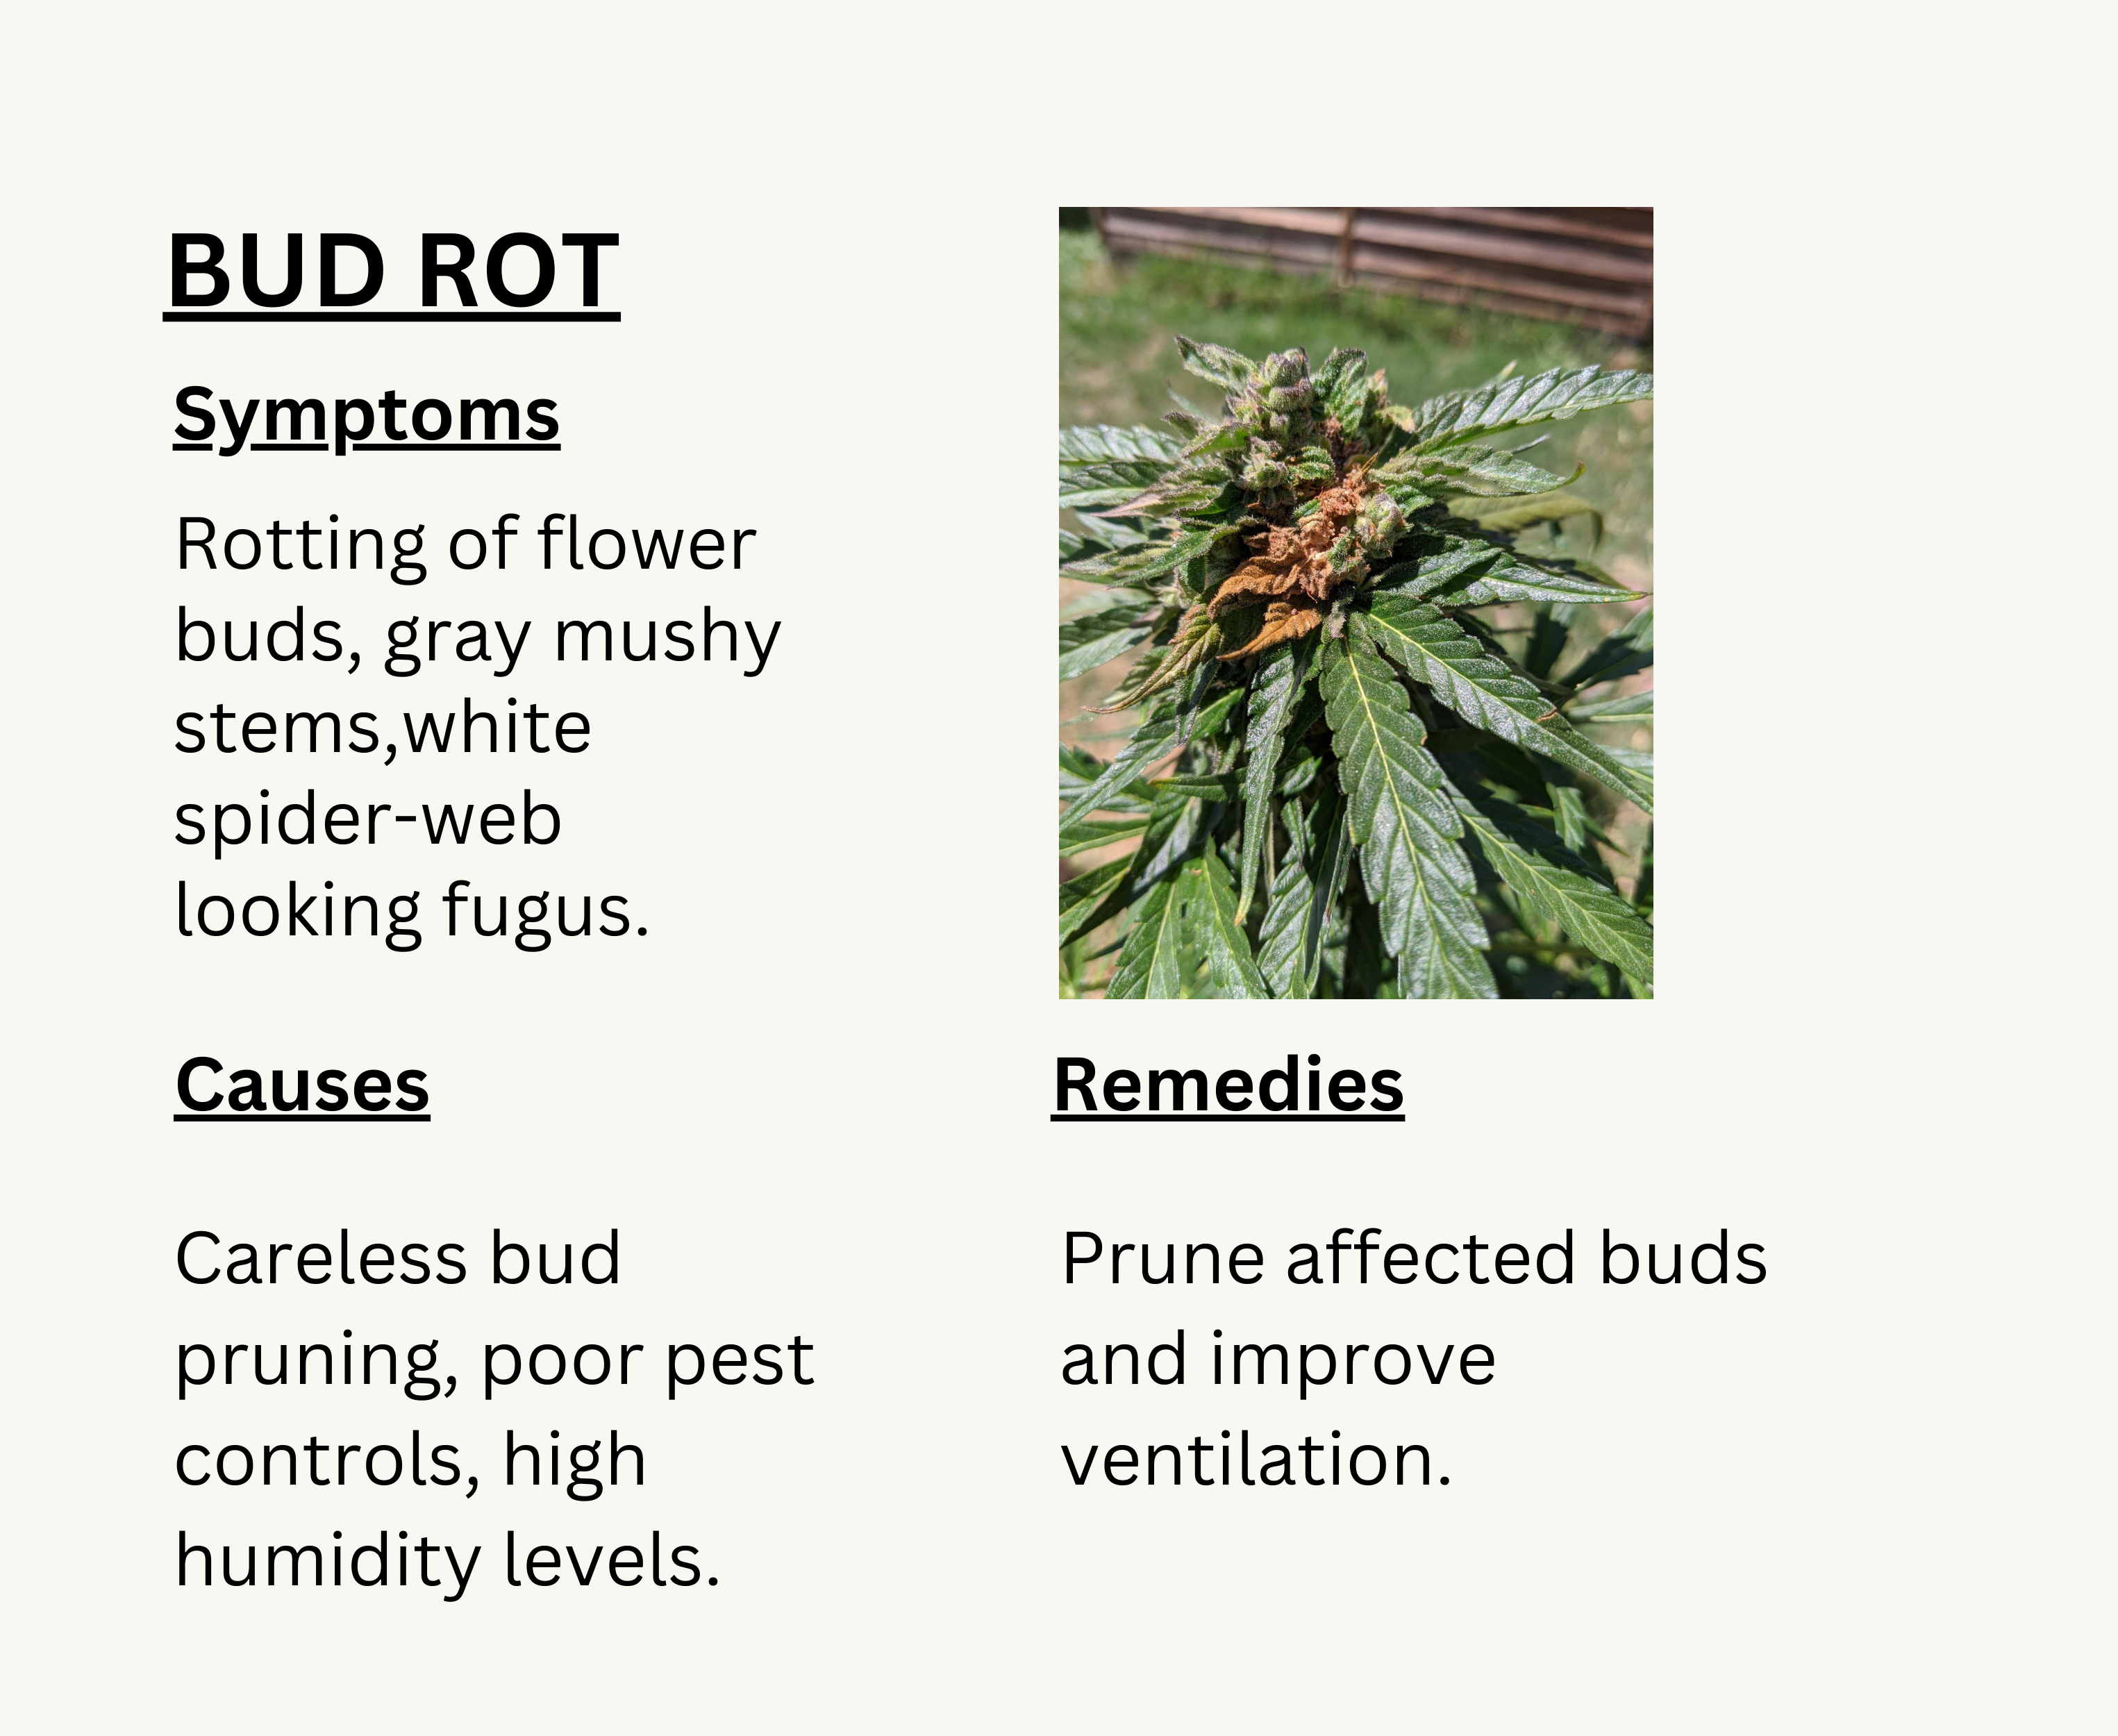 BUD ROT
Symptoms
Rotting of flower
buds, gray mushy
stems,white
spider-web
looking fugus.
Causes
Careless bud
pruning, poor pest
controls, high
humidity levels.
Remedies
Prune affected buds
and improve
ventilation.